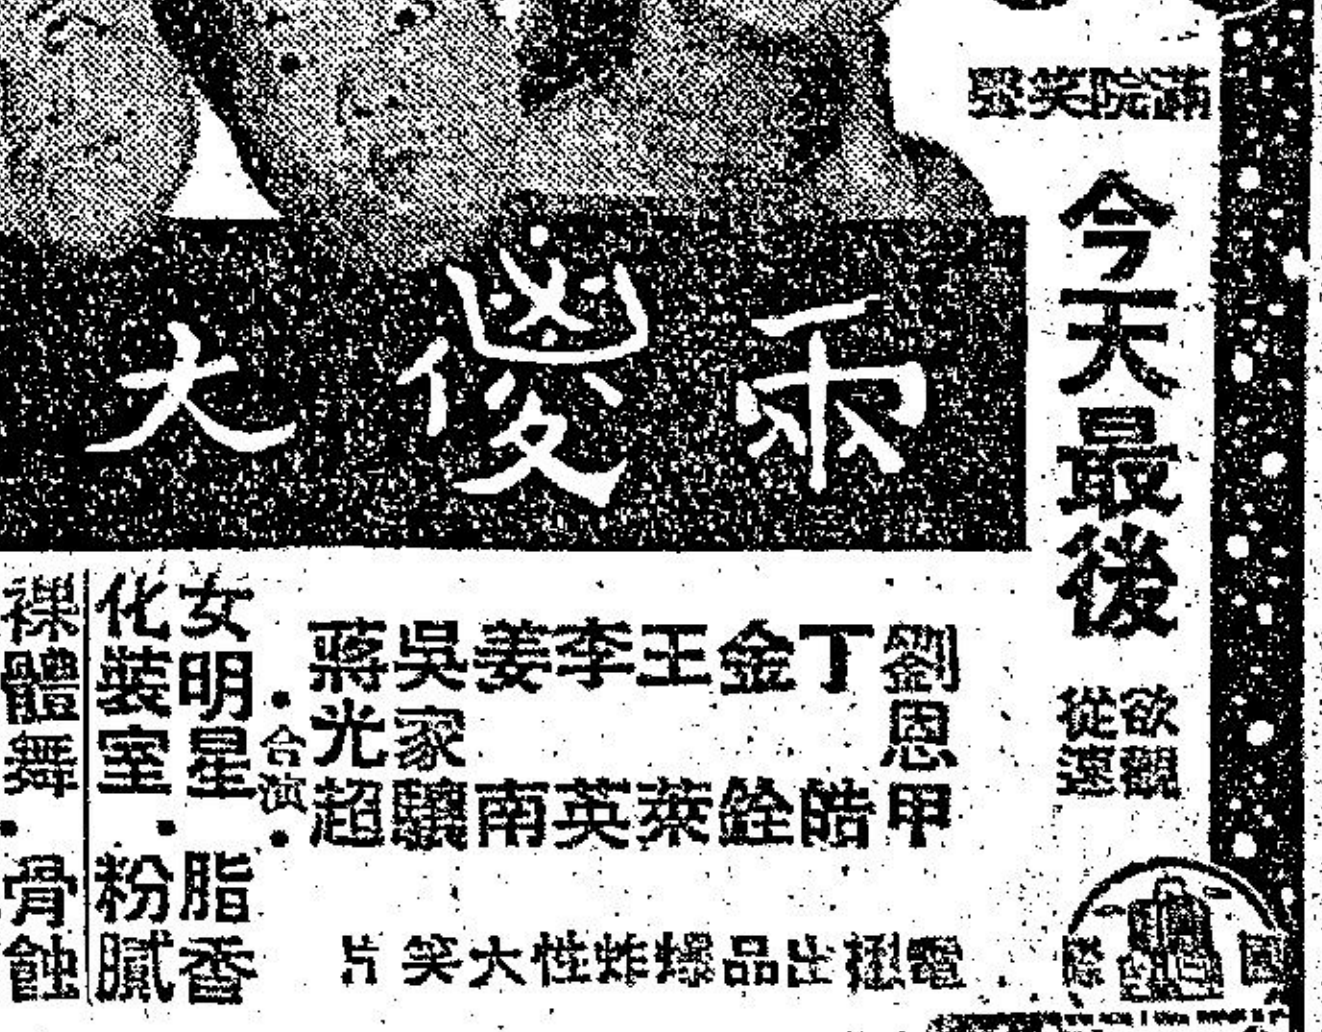 滿院笑聲
今天最後
欲觀
從速
兩傻大
劉恩甲
丁皓
金銓
王萊
李英
姜南
吳家驤
蔣光超
•合演•
電懋出品爆炸性大笑片
女明星•脂香
化裝室 粉膩
裸體舞•骨蝕
國際